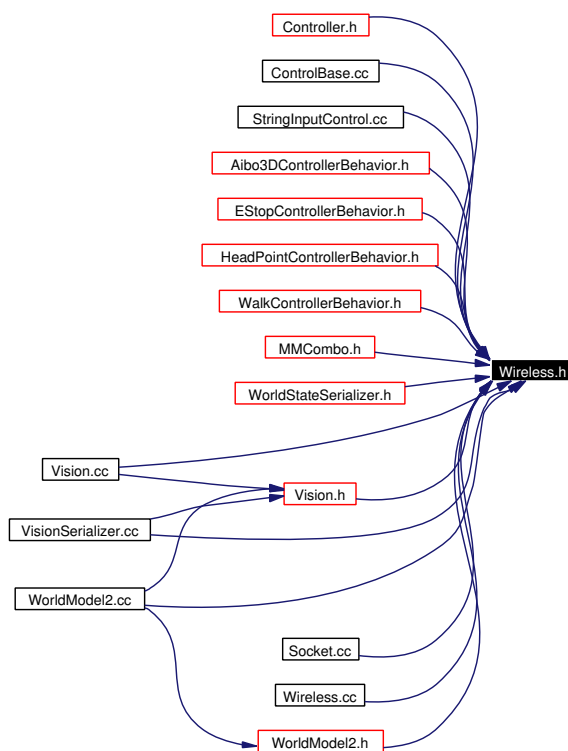 Controller.h
ControlBase.cc
StringInputControl.cc
Aibo3DControllerBehavior.h
EStopControllerBehavior.h
HeadPointControllerBehavior.h
WalkControllerBehavior.h
MMCombo.h
Wireless.h
WorldStateSerializer.h
Vision.cc
Vision.h
VisionSerializer.cc
WorldModel2.cc
Socket.cc
Wireless.cc
WorldModel2.h